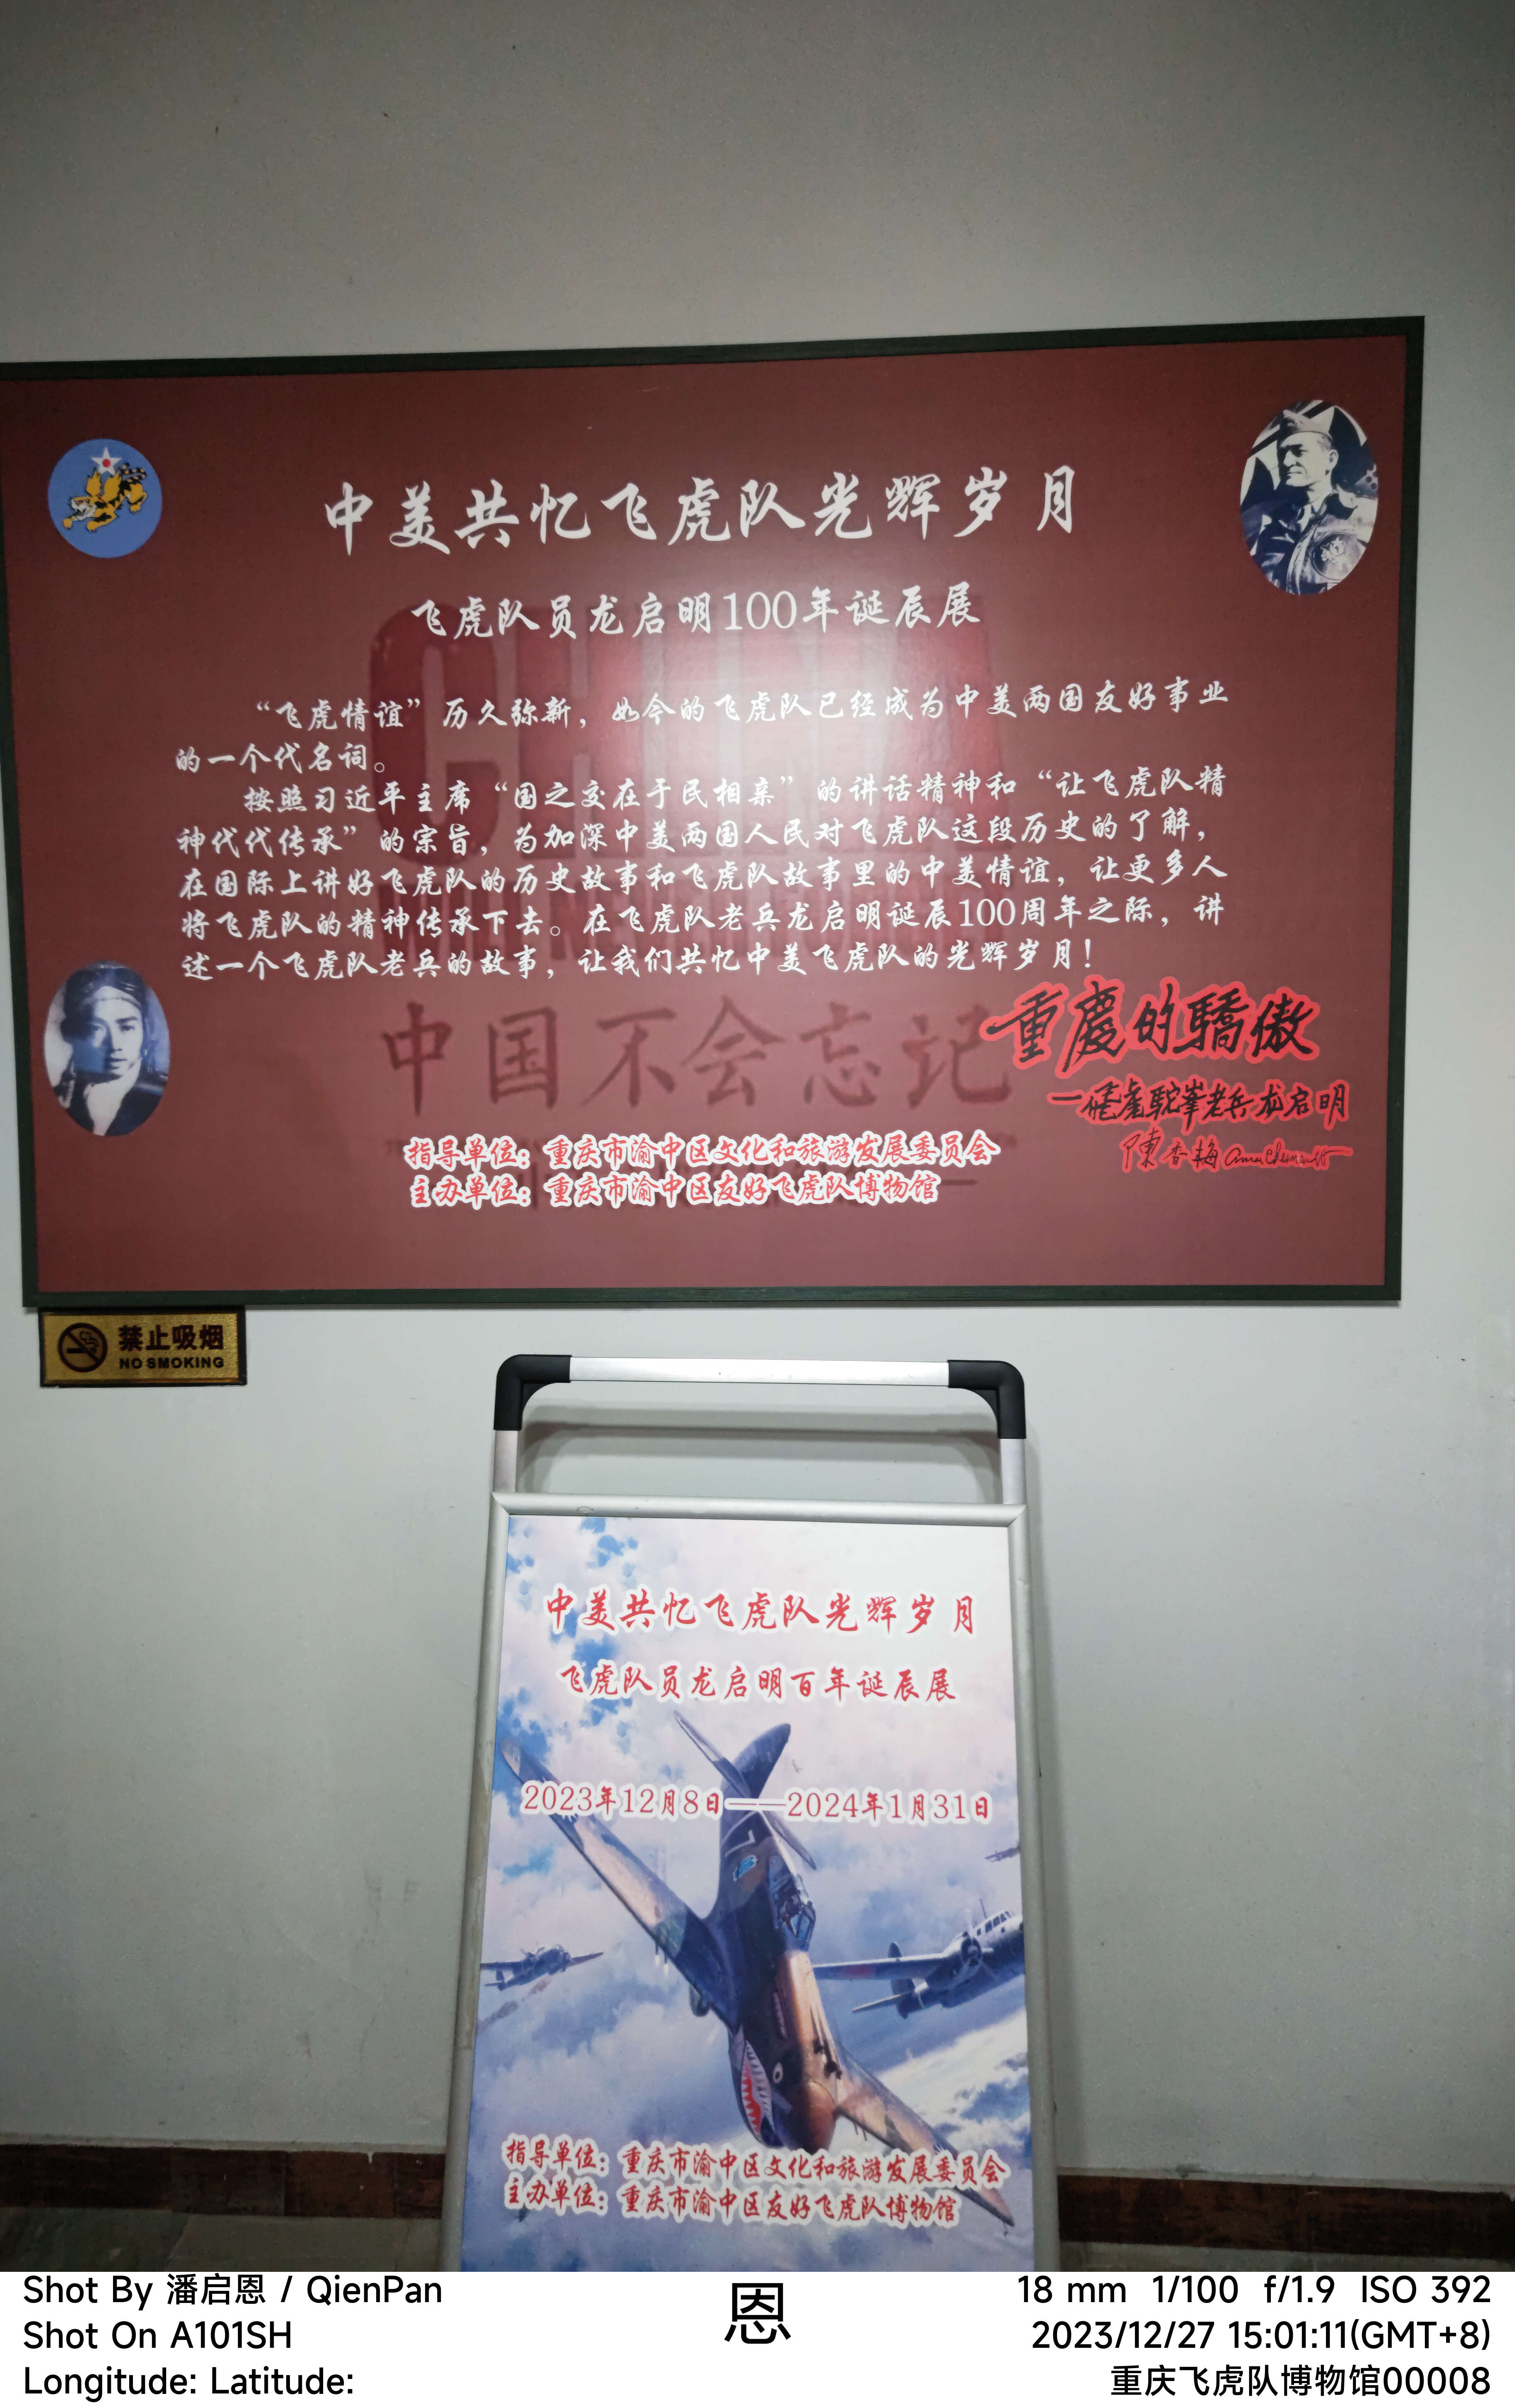 中美共忆飞虎队光辉岁月
飞虎队员龙启明100年诞辰展
“飞虎情谊”历久弥新，如今的飞虎队已经成为中美两国友好事业
的一个代名词。
按照习近平主席“国之交在于民相亲”的讲话精神和“让飞虎队精
神代代传承”的宗旨，为加深中美两国人民对飞虎队这段历史的了解，
在国际上讲好飞虎队的历史故事和飞虎队故事里的中美情谊，让更多人
将飞虎队的精神传承下去。在飞虎队老兵龙启明诞辰100周年之际，讲
述一个飞虎队老兵的故事，让我们共忆中美飞虎队的光辉岁月！
CHINA
中国不会忘记
重慶的驕傲
一飛虎駝峯老兵龙启明
陳香梅
指导单位：重庆市渝中区文化和旅游发展委员会
主办单位：重庆市渝中区友好飞虎队博物馆
禁止吸烟
NO SMOKING
中美共忆飞虎队光辉岁月
飞虎队员龙启明百年诞辰展
2023年12月8日——2024年1月31日
指导单位：重庆市渝中区文化和旅游发展委员会
主办单位：重庆市渝中区友好飞虎队博物馆
Shot By 潘启恩 / QienPan
Shot On A101SH
Longitude: Latitude:
恩
18 mm 1/100 f/1.9 ISO 392
2023/12/27 15:01:11(GMT+8)
重庆飞虎队博物馆00008